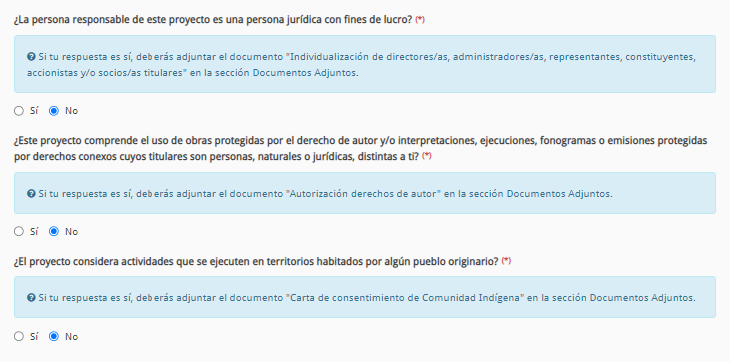 ¿La persona responsable de este proyecto es una persona jurídica con fines de lucro? (*)
Si tu respuesta es sí, deberás adjuntar el documento "Individualización de directores/as, administradores/as, representantes, constituyentes,
accionistas y/o socios/as titulares" en la sección Documentos Adjuntos.
Sí No
¿Este proyecto comprende el uso de obras protegidas por el derecho de autor y/o interpretaciones, ejecuciones, fonogramas o emisiones protegidas
por derechos conexos cuyos titulares son personas, naturales o jurídicas, distintas a ti? (*)
Si tu respuesta es sí, deberás adjuntar el documento "Autorización derechos de autor" en la sección Documentos Adjuntos.
Sí No
¿El proyecto considera actividades que se ejecuten en territorios habitados por algún pueblo originario? (*)
Si tu respuesta es sí, deberás adjuntar el documento "Carta de consentimiento de Comunidad Indígena" en la sección Documentos Adjuntos.
Sí No